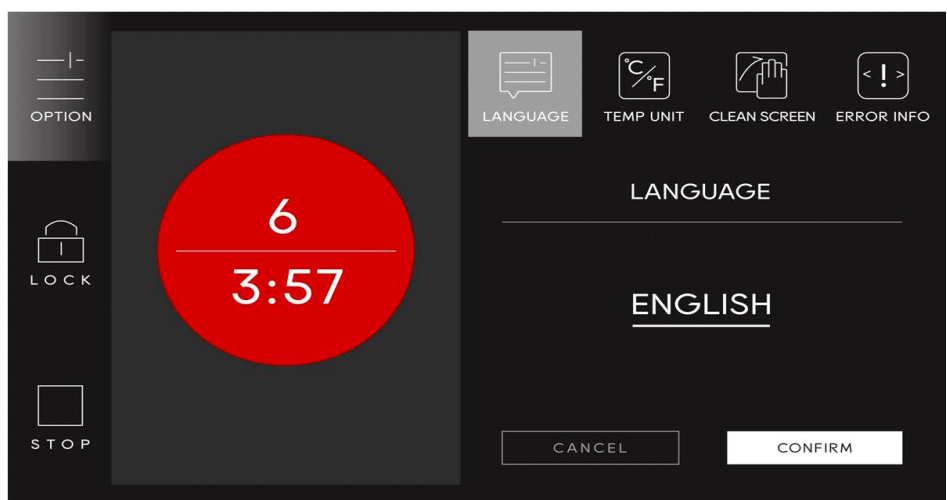 OPTION
LOCK
STOP
6
3:57
LANGUAGE
°C/°F
TEMP UNIT
CLEAN SCREEN
<!>
ERROR INFO
LANGUAGE
ENGLISH
CANCEL
CONFIRM